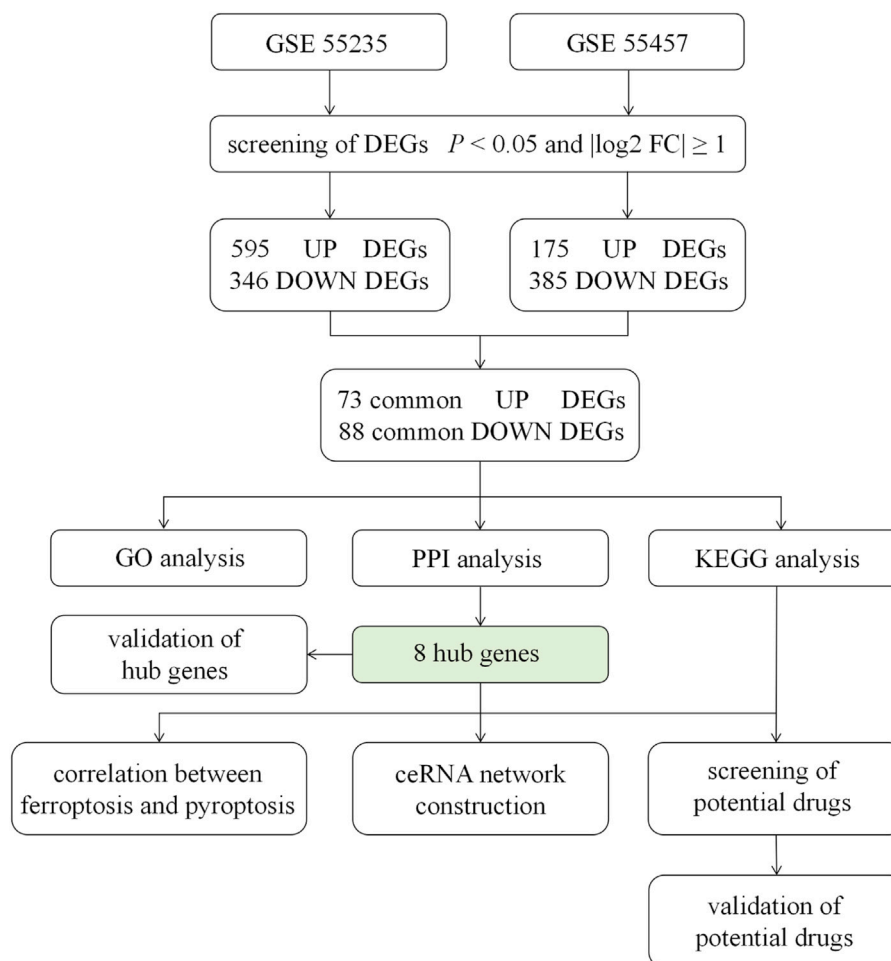 GSE 55235
GSE 55457
screening of DEGs P < 0.05 and |log2 FC| ≥ 1
595 UP DEGs
346 DOWN DEGs
175 UP DEGs
385 DOWN DEGs
73 common UP DEGs
88 common DOWN DEGs
GO analysis
PPI analysis
KEGG analysis
validation of
hub genes
8 hub genes
correlation between
ferroptosis and pyroptosis
ceRNA network
construction
screening of
potential drugs
validation of
potential drugs